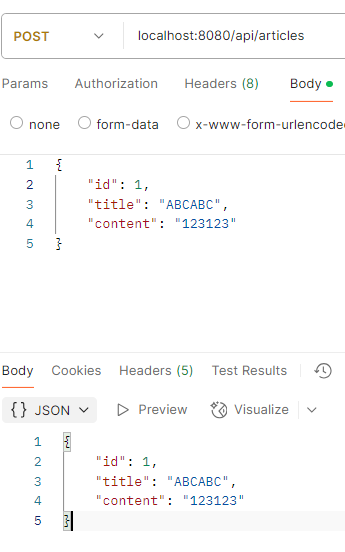 POST localhost:8080/api/articles
Params Authorization Headers (8) Body
none form-data x-www-form-urlencode
1 {
2 "id": 1,
3 "title": "ABCABC",
4 "content": "123123"
5 }
Body Cookies Headers (5) Test Results
{} JSON Preview Visualize
1 {
2 "id": 1,
3 "title": "ABCABC",
4 "content": "123123"
5 }